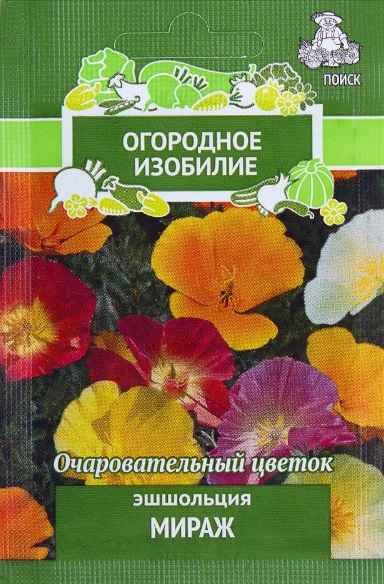 ПОИСК
ОГОРОДНОЕ
ИЗОБИЛИЕ
Очаровательный цветок
эшшольция
МИРАЖ